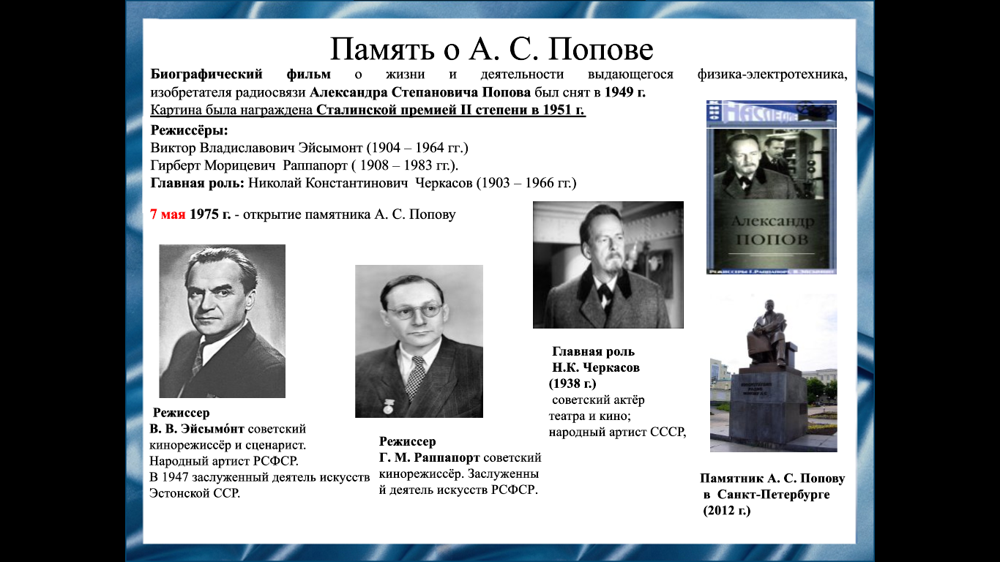 Память о А. С. Попове
Биографический фильм о жизни и деятельности выдающегося физика-электротехника,
изобретателя радиосвязи Александра Степановича Попова был снят в 1949 г.
Картина была награждена Сталинской премией II степени в 1951 г.
Режиссёры:
Виктор Владиславович Эйсымонт (1904 – 1964 гг.)
Гирберт Морицевич Раппапорт ( 1908 – 1983 гг.).
Главная роль: Николай Константинович Черкасов (1903 – 1966 гг.)
7 мая 1975 г. - открытие памятника А. С. Попову
Александр
ПОПОВ
Режиссеры Г.Раппапорт, В. Эйсымонт
Режиссер
В. В. Эйсымо́нт советский
кинорежиссёр и сценарист.
Народный артист РСФСР.
В 1947 заслуженный деятель искусств
Эстонской ССР.
Режиссер
Г. М. Раппапорт советский
кинорежиссёр. Заслуженны
й деятель искусств РСФСР.
Главная роль
Н.К. Черкасов
(1938 г.)
советский актёр
театра и кино;
народный артист СССР,
Памятник А. С. Попову
в Санкт-Петербурге
(2012 г.)